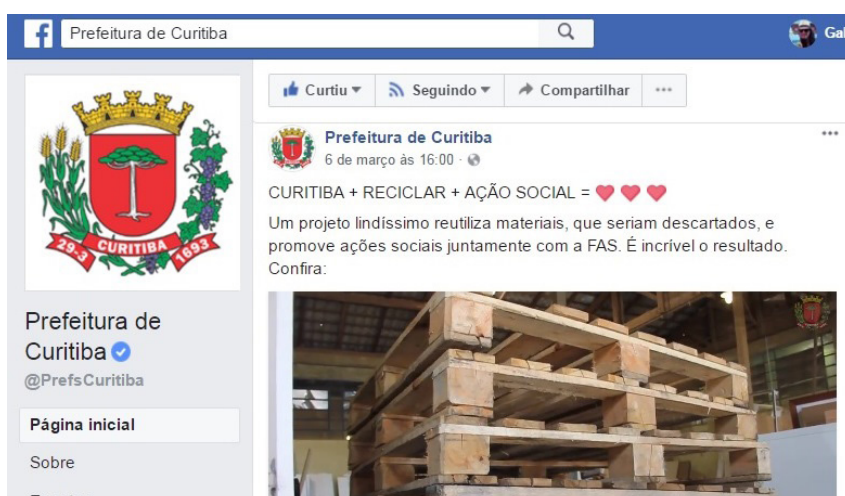 Prefeitura de Curitiba
Gal
Curtiu
Seguindo
Compartilhar
Prefeitura de Curitiba
6 de março às 16:00
CURITIBA + RECICLAR + AÇÃO SOCIAL =
Um projeto lindíssimo reutiliza materiais, que seriam descartados, e
promove ações sociais juntamente com a FAS. É incrível o resultado.
Confira:
29-3 CURITIBA 1693
Prefeitura de
Curitiba
@PrefsCuritiba
Página inicial
Sobre